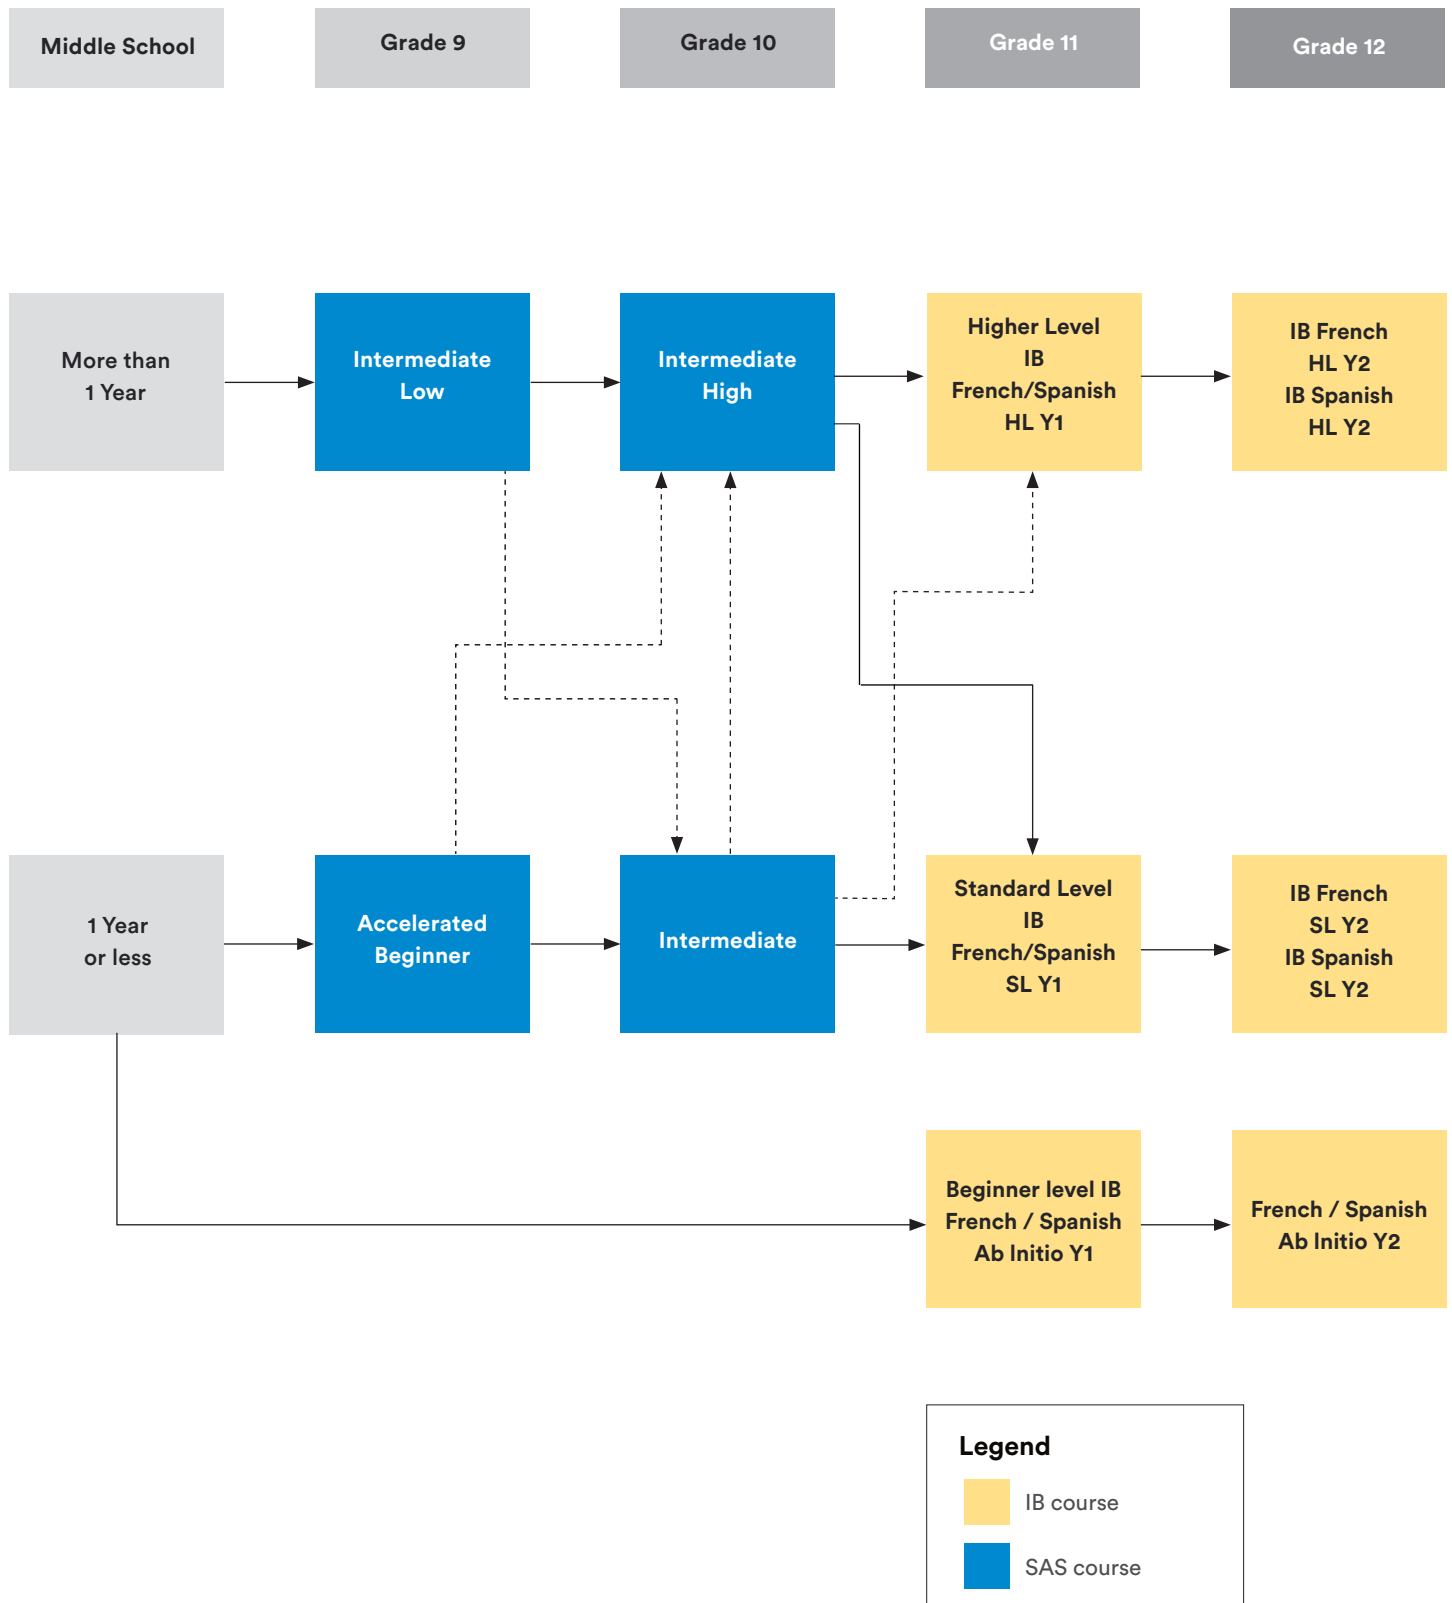 Middle School
Grade 9
Grade 10
Grade 11
Grade 12
More than
1 Year
Intermediate
Low
Intermediate
High
Higher Level
IB
French/Spanish
HL Y1
IB French
HL Y2
IB Spanish
HL Y2
1 Year
or less
Accelerated
Beginner
Intermediate
Standard Level
IB
French/Spanish
SL Y1
IB French
SL Y2
IB Spanish
SL Y2
Beginner level IB
French / Spanish
Ab Initio Y1
French / Spanish
Ab Initio Y2
Legend
IB course
SAS course